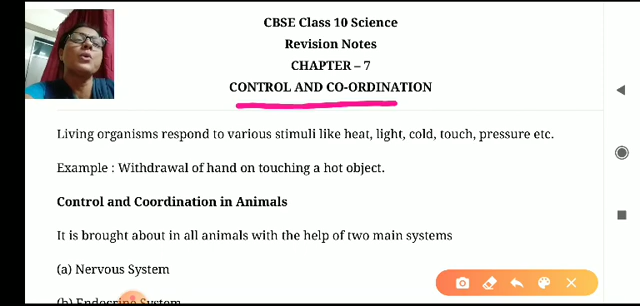 CBSE Class 10 Science
Revision Notes
CHAPTER – 7
CONTROL AND CO-ORDINATION
Living organisms respond to various stimuli like heat, light, cold, touch, pressure etc.
Example : Withdrawal of hand on touching a hot object.
Control and Coordination in Animals
It is brought about in all animals with the help of two main systems
(a) Nervous System
(b) Endocrine System